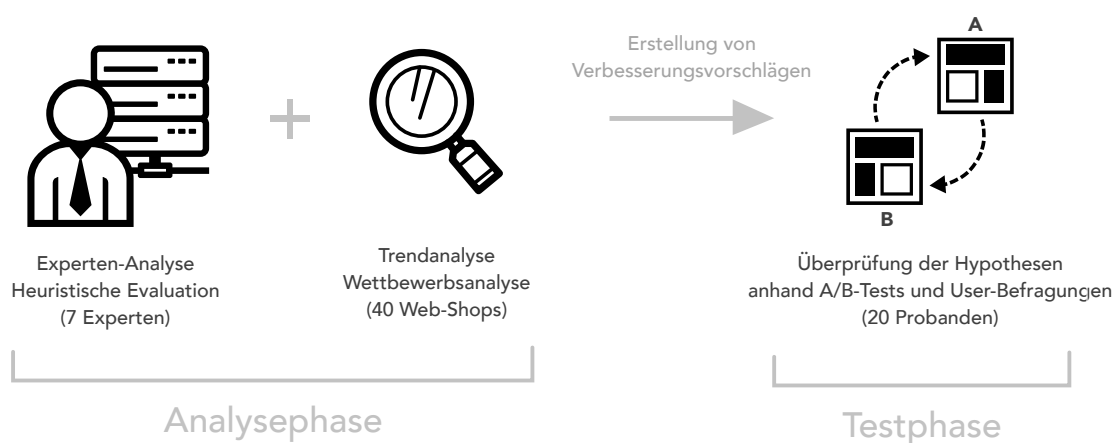 Experten-Analyse
Heuristische Evaluation
(7 Experten)
Trendanalyse
Wettbewerbsanalyse
(40 Web-Shops)
Erstellung von
Verbesserungsvorschlägen
A
B
Überprüfung der Hypothesen
anhand A/B-Tests und User-Befragungen
(20 Probanden)
Analysephase
Testphase